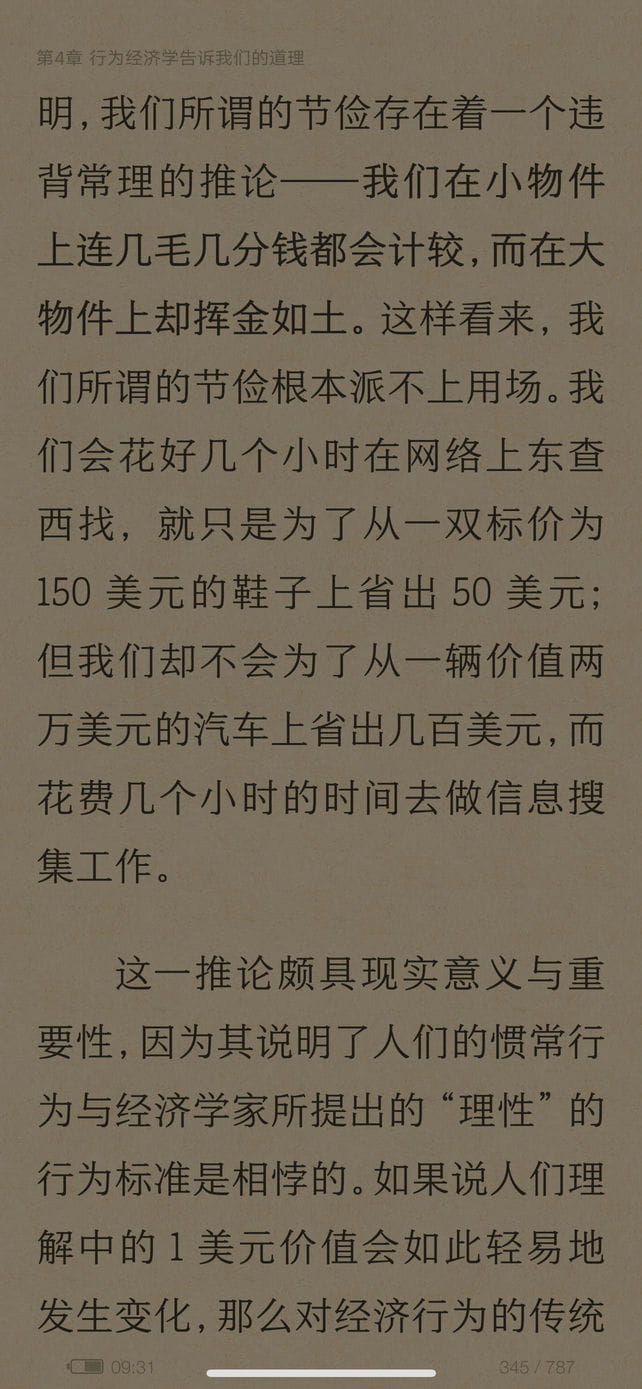 第4章 行为经济学告诉我们的道理
明，我们所谓的节俭存在着一个违
背常理的推论——我们在小物件
上连几毛几分钱都会计较，而在大
物件上却挥金如土。这样看来，我
们所谓的节俭根本派不上用场。我
们会花好几个小时在网络上东查
西找，就只是为了从一双标价为
150 美元的鞋子上省出 50 美元；
但我们却不会为了从一辆价值两
万美元的汽车上省出几百美元，而
花费几个小时的时间去做信息搜
集工作。
这一推论颇具现实意义与重
要性，因为其说明了人们的惯常行
为与经济学家所提出的“理性”的
行为标准是相悖的。如果说人们理
解中的 1 美元价值会如此轻易地
发生变化，那么对经济行为的传统
09:31
345 / 787